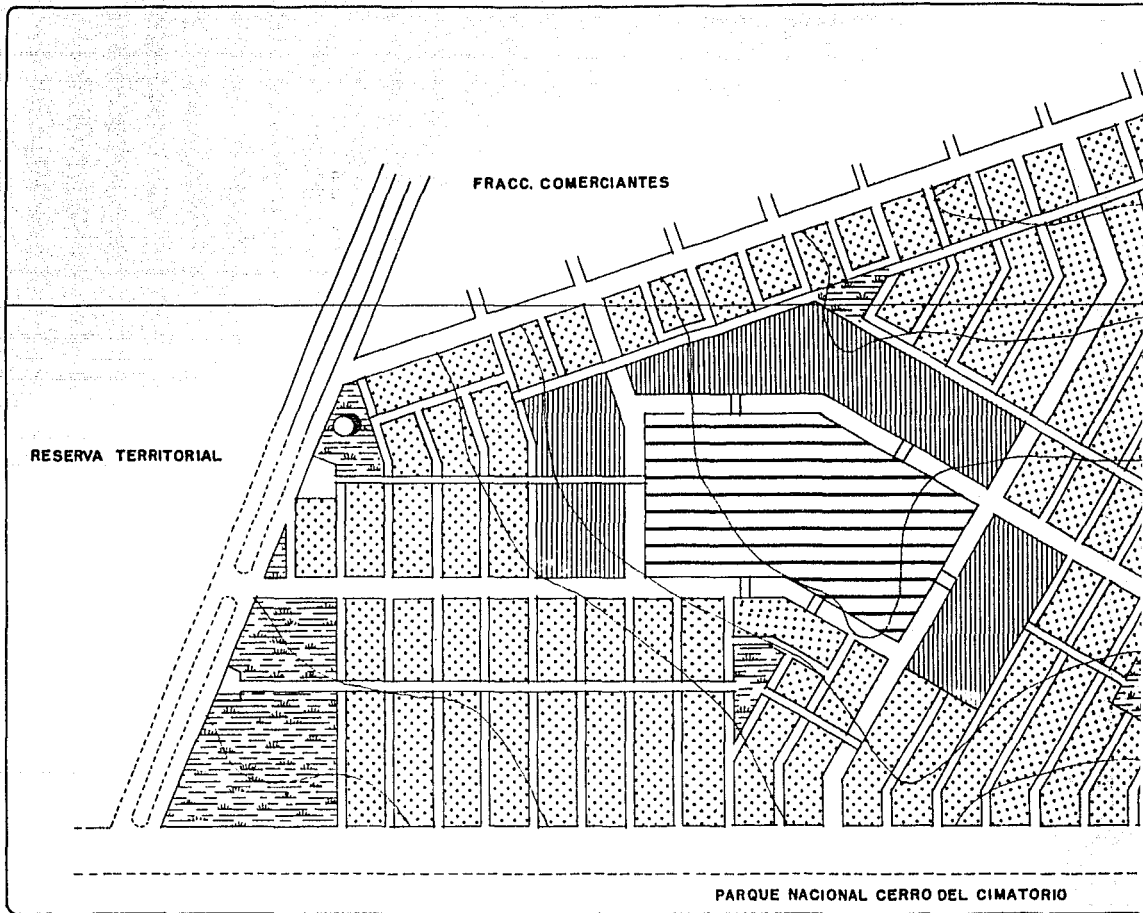 FRACC. COMERCIANTES
RESERVA TERRITORIAL
PARQUE NACIONAL CERRO DEL CIMATORIO